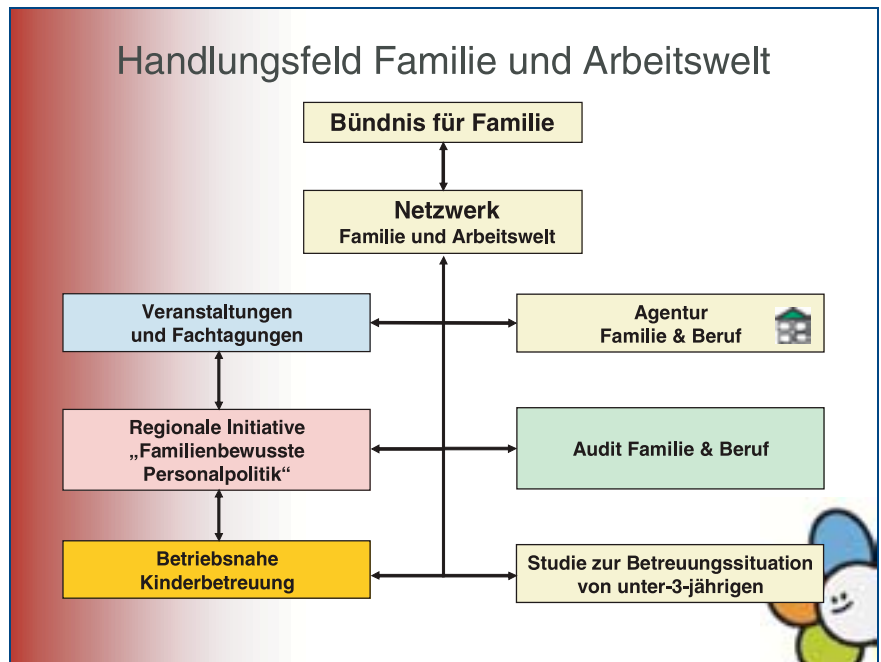 Handlungsfeld Familie und Arbeitswelt
Bündnis für Familie
Netzwerk
Familie und Arbeitswelt
Veranstaltungen
und Fachtagungen
Agentur
Familie & Beruf
Regionale Initiative
„Familienbewusste
Personalpolitik“
Audit Familie & Beruf
Betriebsnahe
Kinderbetreuung
Studie zur Betreuungssituation
von unter-3-jährigen